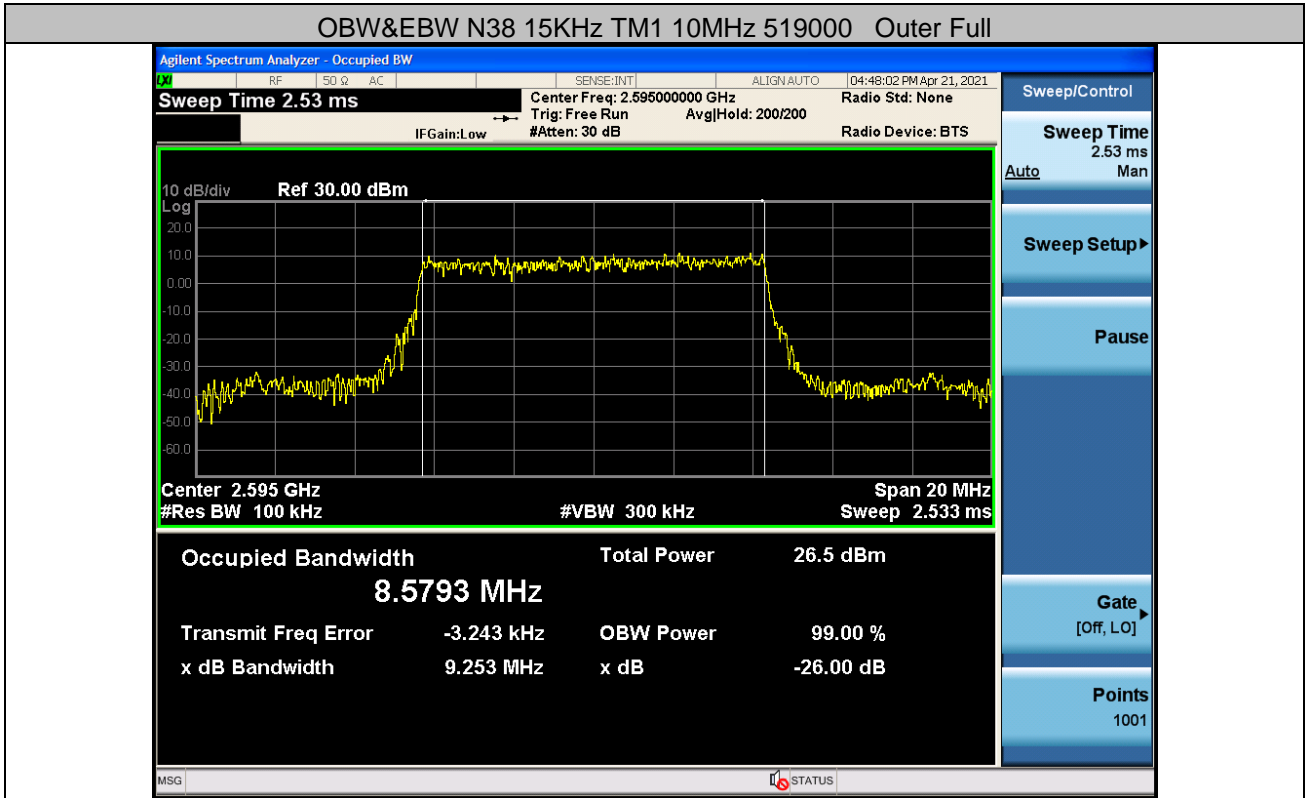 OBW&EBW N38 15KHz TM1 10MHz 519000 Outer Full
Agilent Spectrum Analyzer - Occupied BW
LXI RF 50 Ω AC SENSE:INT ALIGN AUTO 04:48:02 PM Apr 21, 2021
Sweep Time 2.53 ms
Center Freq: 2.595000000 GHz
Radio Std: None
Trig: Free Run Avg|Hold: 200/200
IFGain:Low #Atten: 30 dB Radio Device: BTS
10 dB/div Ref 30.00 dBm
Log
20.0
10.0
0.00
-10.0
-20.0
-30.0
-40.0
-50.0
-60.0
Center 2.595 GHz Span 20 MHz
#Res BW 100 kHz #VBW 300 kHz Sweep 2.533 ms
Occupied Bandwidth Total Power 26.5 dBm
8.5793 MHz
Transmit Freq Error -3.243 kHz OBW Power 99.00 %
x dB Bandwidth 9.253 MHz x dB -26.00 dB
MSG STATUS
Sweep/Control
Sweep Time
2.53 ms
Auto Man
Sweep Setup
Pause
Gate
[Off, LO]
Points
1001